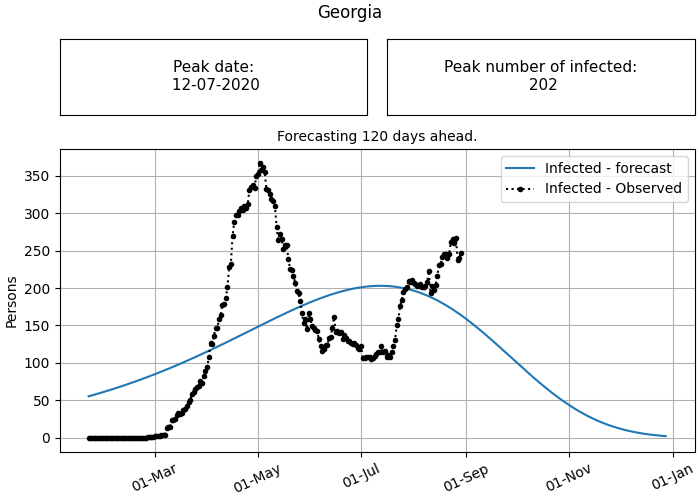 Georgia
Peak date:
12-07-2020
Peak number of infected:
202
Forecasting 120 days ahead.
Infected - forecast
Infected - Observed
Persons
350
300
250
200
150
100
50
0
01-Mar
01-May
01-Jul
01-Sep
01-Nov
01-Jan